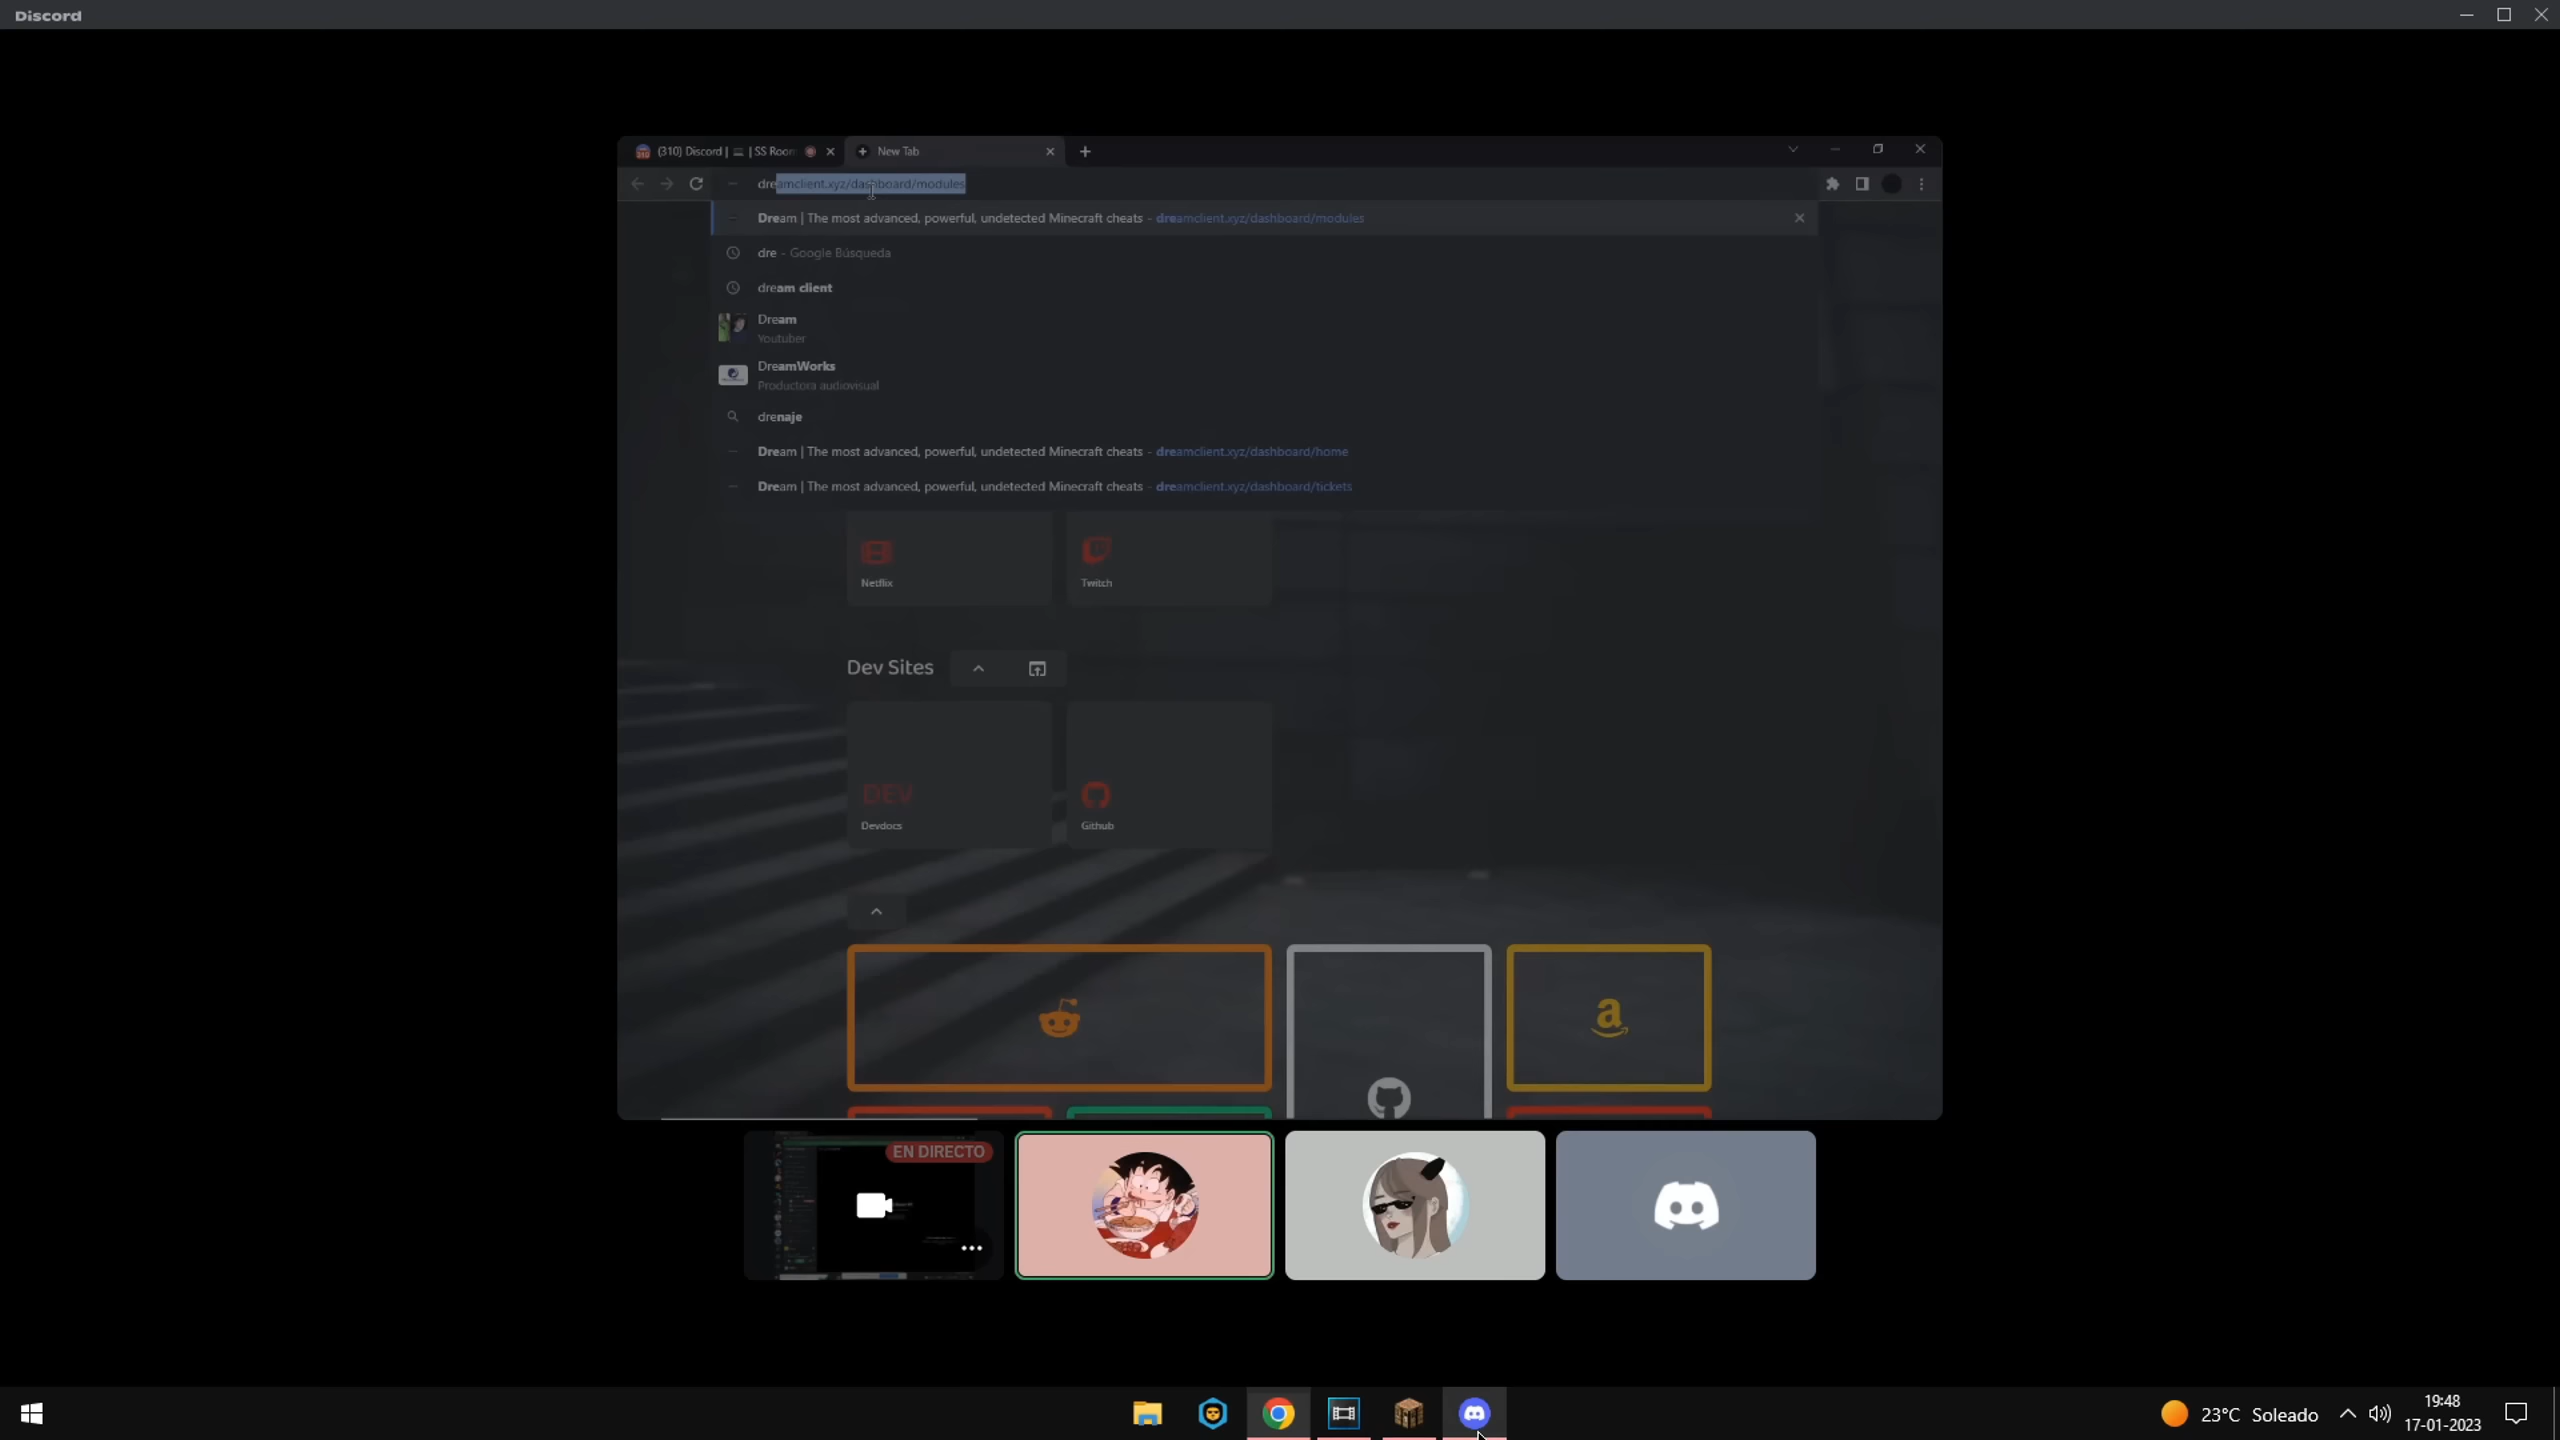 Discord
(310) Discord | | SS Room
New Tab
dreamclient.xyz/dashboard/modules
Dream | The most advanced, powerful, undetected Minecraft cheats - dreamclient.xyz/dashboard/modules
dre - Google Búsqueda
dream client
Dream
Youtuber
DreamWorks
Productora audiovisual
drenaje
Dream | The most advanced, powerful, undetected Minecraft cheats - dreamclient.xyz/dashboard/home
Dream | The most advanced, powerful, undetected Minecraft cheats - dreamclient.xyz/dashboard/tickets
Netflix
Twitch
Dev Sites
DEV
Devdocs
Github
EN DIRECTO
23°C Soleado
19:48
17-01-2023